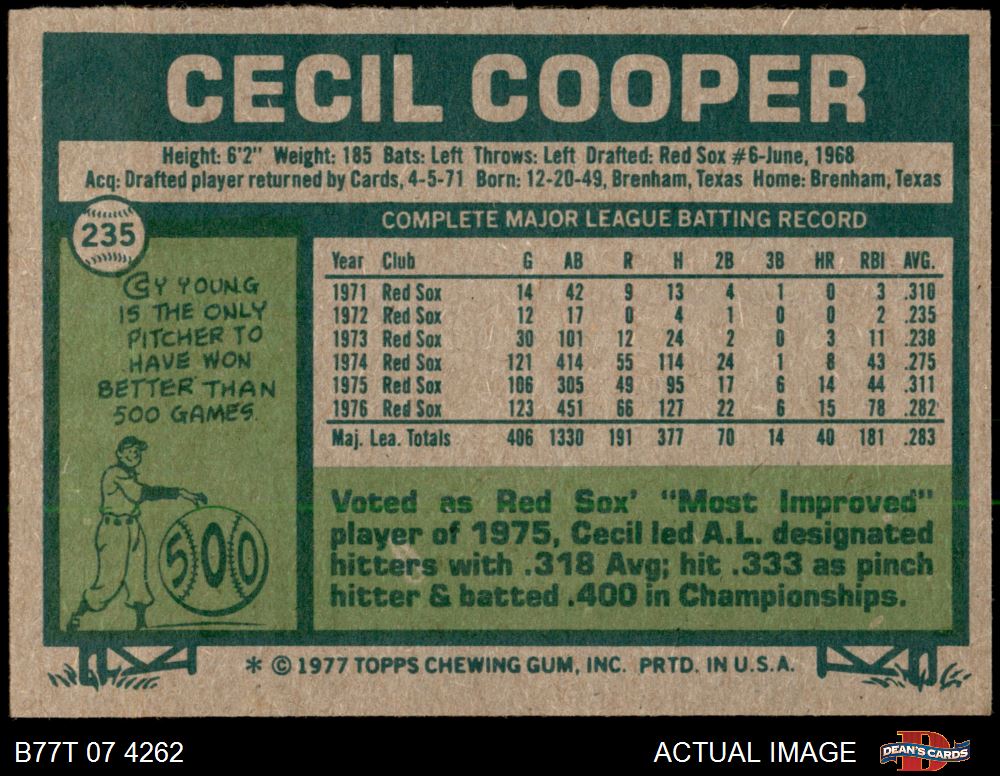 CECIL COOPER
Height: 6'2" Weight: 185 Bats: Left Throws: Left Drafted: Red Sox #6-June, 1968
Acq: Drafted player returned by Cards, 4-5-71 Born: 12-20-49, Brenham, Texas Home: Brenham, Texas
235
CY YOUNG
IS THE ONLY
PITCHER TO
HAVE WON
BETTER THAN
500 GAMES.
500
COMPLETE MAJOR LEAGUE BATTING RECORD
Year Club G AB R H 2B 3B HR RBI AVG.
1971 Red Sox 14 42 9 13 4 1 0 3 .310
1972 Red Sox 12 17 0 4 1 0 0 2 .235
1973 Red Sox 30 101 12 24 2 0 3 11 .238
1974 Red Sox 121 414 55 114 24 1 8 43 .275
1975 Red Sox 106 305 49 95 17 6 14 44 .311
1976 Red Sox 123 451 66 127 22 6 15 78 .282
Maj. Lea. Totals 406 1330 191 377 70 14 40 181 .283
Voted as Red Sox' "Most Improved"
player of 1975, Cecil led A.L. designated
hitters with .318 Avg; hit .333 as pinch
hitter & batted .400 in Championships.
* © 1977 TOPPS CHEWING GUM, INC. PRTD. IN U.S.A.
B77T 07 4262
ACTUAL IMAGE
D
DEAN'S CARDS